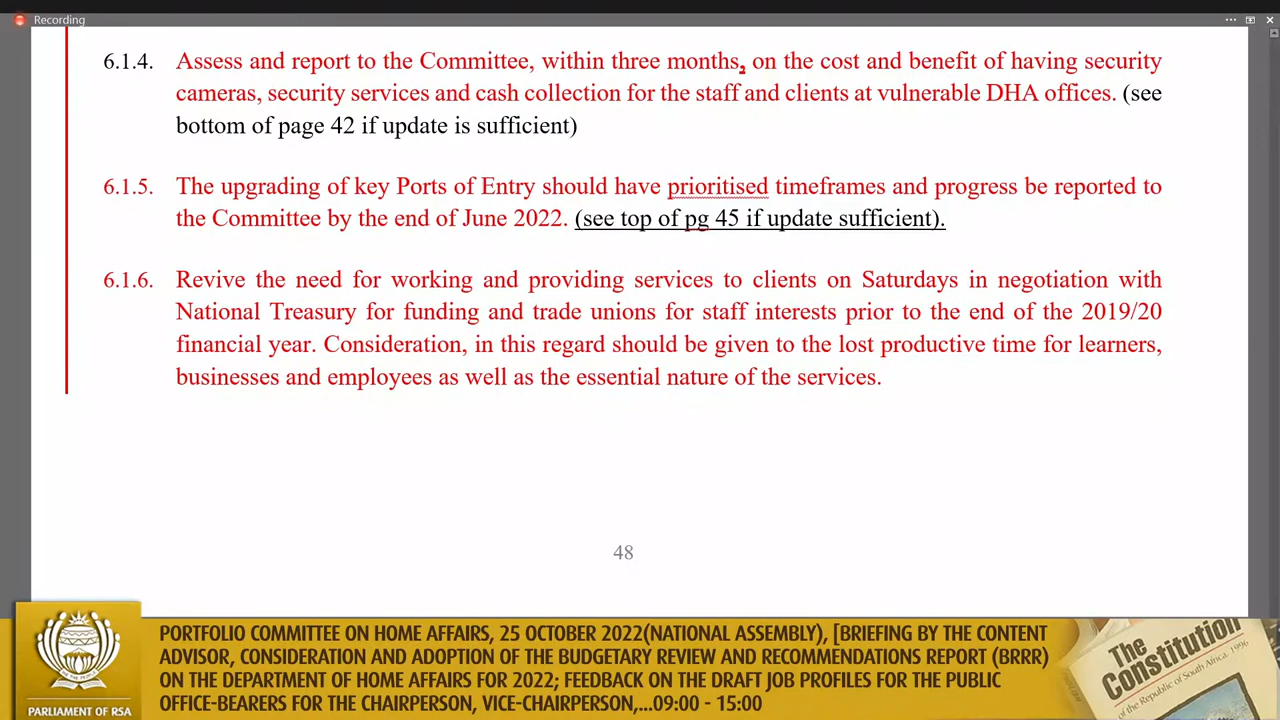 Recording
6.1.4. Assess and report to the Committee, within three months, on the cost and benefit of having security
cameras, security services and cash collection for the staff and clients at vulnerable DHA offices. (see
bottom of page 42 if update is sufficient)
6.1.5. The upgrading of key Ports of Entry should have prioritised timeframes and progress be reported to
the Committee by the end of June 2022. (see top of pg 45 if update sufficient).
6.1.6. Revive the need for working and providing services to clients on Saturdays in negotiation with
National Treasury for funding and trade unions for staff interests prior to the end of the 2019/20
financial year. Consideration, in this regard should be given to the lost productive time for learners,
businesses and employees as well as the essential nature of the services.
48
PORTFOLIO COMMITTEE ON HOME AFFAIRS, 25 OCTOBER 2022(NATIONAL ASSEMBLY), [BRIEFING BY THE CONTENT
ADVISOR, CONSIDERATION AND ADOPTION OF THE BUDGETARY REVIEW AND RECOMMENDATIONS REPORT (BRRR)
ON THE DEPARTMENT OF HOME AFFAIRS FOR 2022; FEEDBACK ON THE DRAFT JOB PROFILES FOR THE PUBLIC
OFFICE-BEARERS FOR THE CHAIRPERSON, VICE-CHAIRPERSON,...09:00 - 15:00
PARLIAMENT OF RSA
The
Constitution
of the Republic of South Africa, 1996